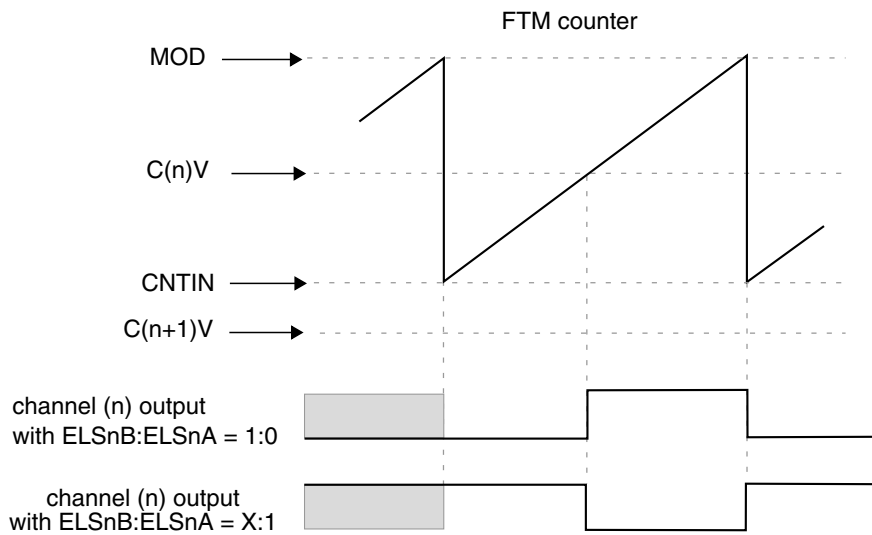 FTM counter
MOD
C(n)V
CNTIN
C(n+1)V
channel (n) output
with ELSnB:ELSnA = 1:0
channel (n) output
with ELSnB:ELSnA = X:1